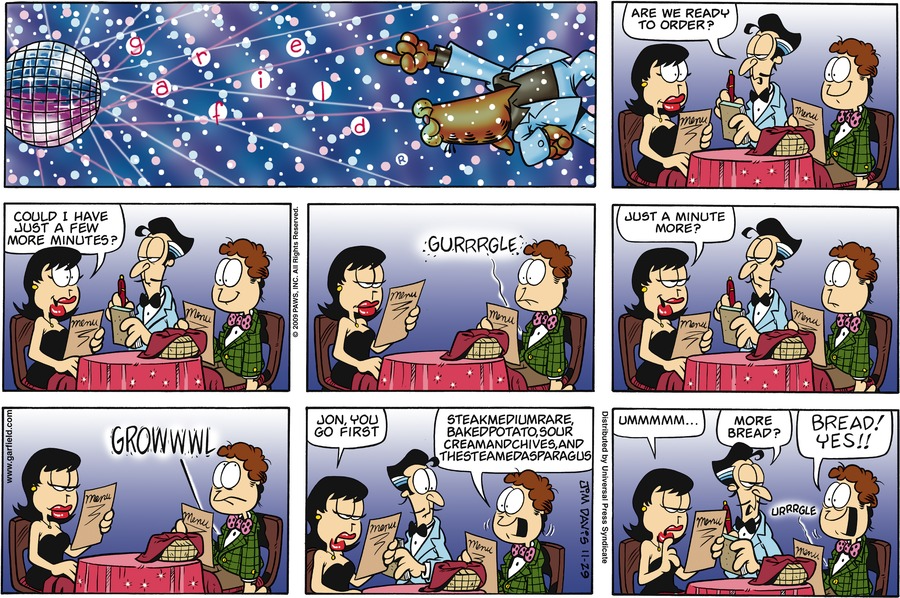 garfield
®
ARE WE READY
TO ORDER?
Menu
COULD I HAVE
JUST A FEW
MORE MINUTES?
Menu
Menu
© 2009 PAWS, INC. All Rights Reserved.
GURRRGLE
Menu
Menu
JUST A MINUTE
MORE?
Menu
Menu
www.garfield.com
GROWWWL
Menu
Menu
JON, YOU
GO FIRST
STEAKMEDIUMRARE,
BAKEDPOTATO,SOUR
CREAMANDCHIVES,AND
THESTEAMEDASPARAGUS
Menu
Menu
JIM DAVIS 11-29
Distributed by Universal Press Syndicate
UMMMMM...
MORE
BREAD?
BREAD!
YES!!
URRRGLE
Menu
Menu
Menu